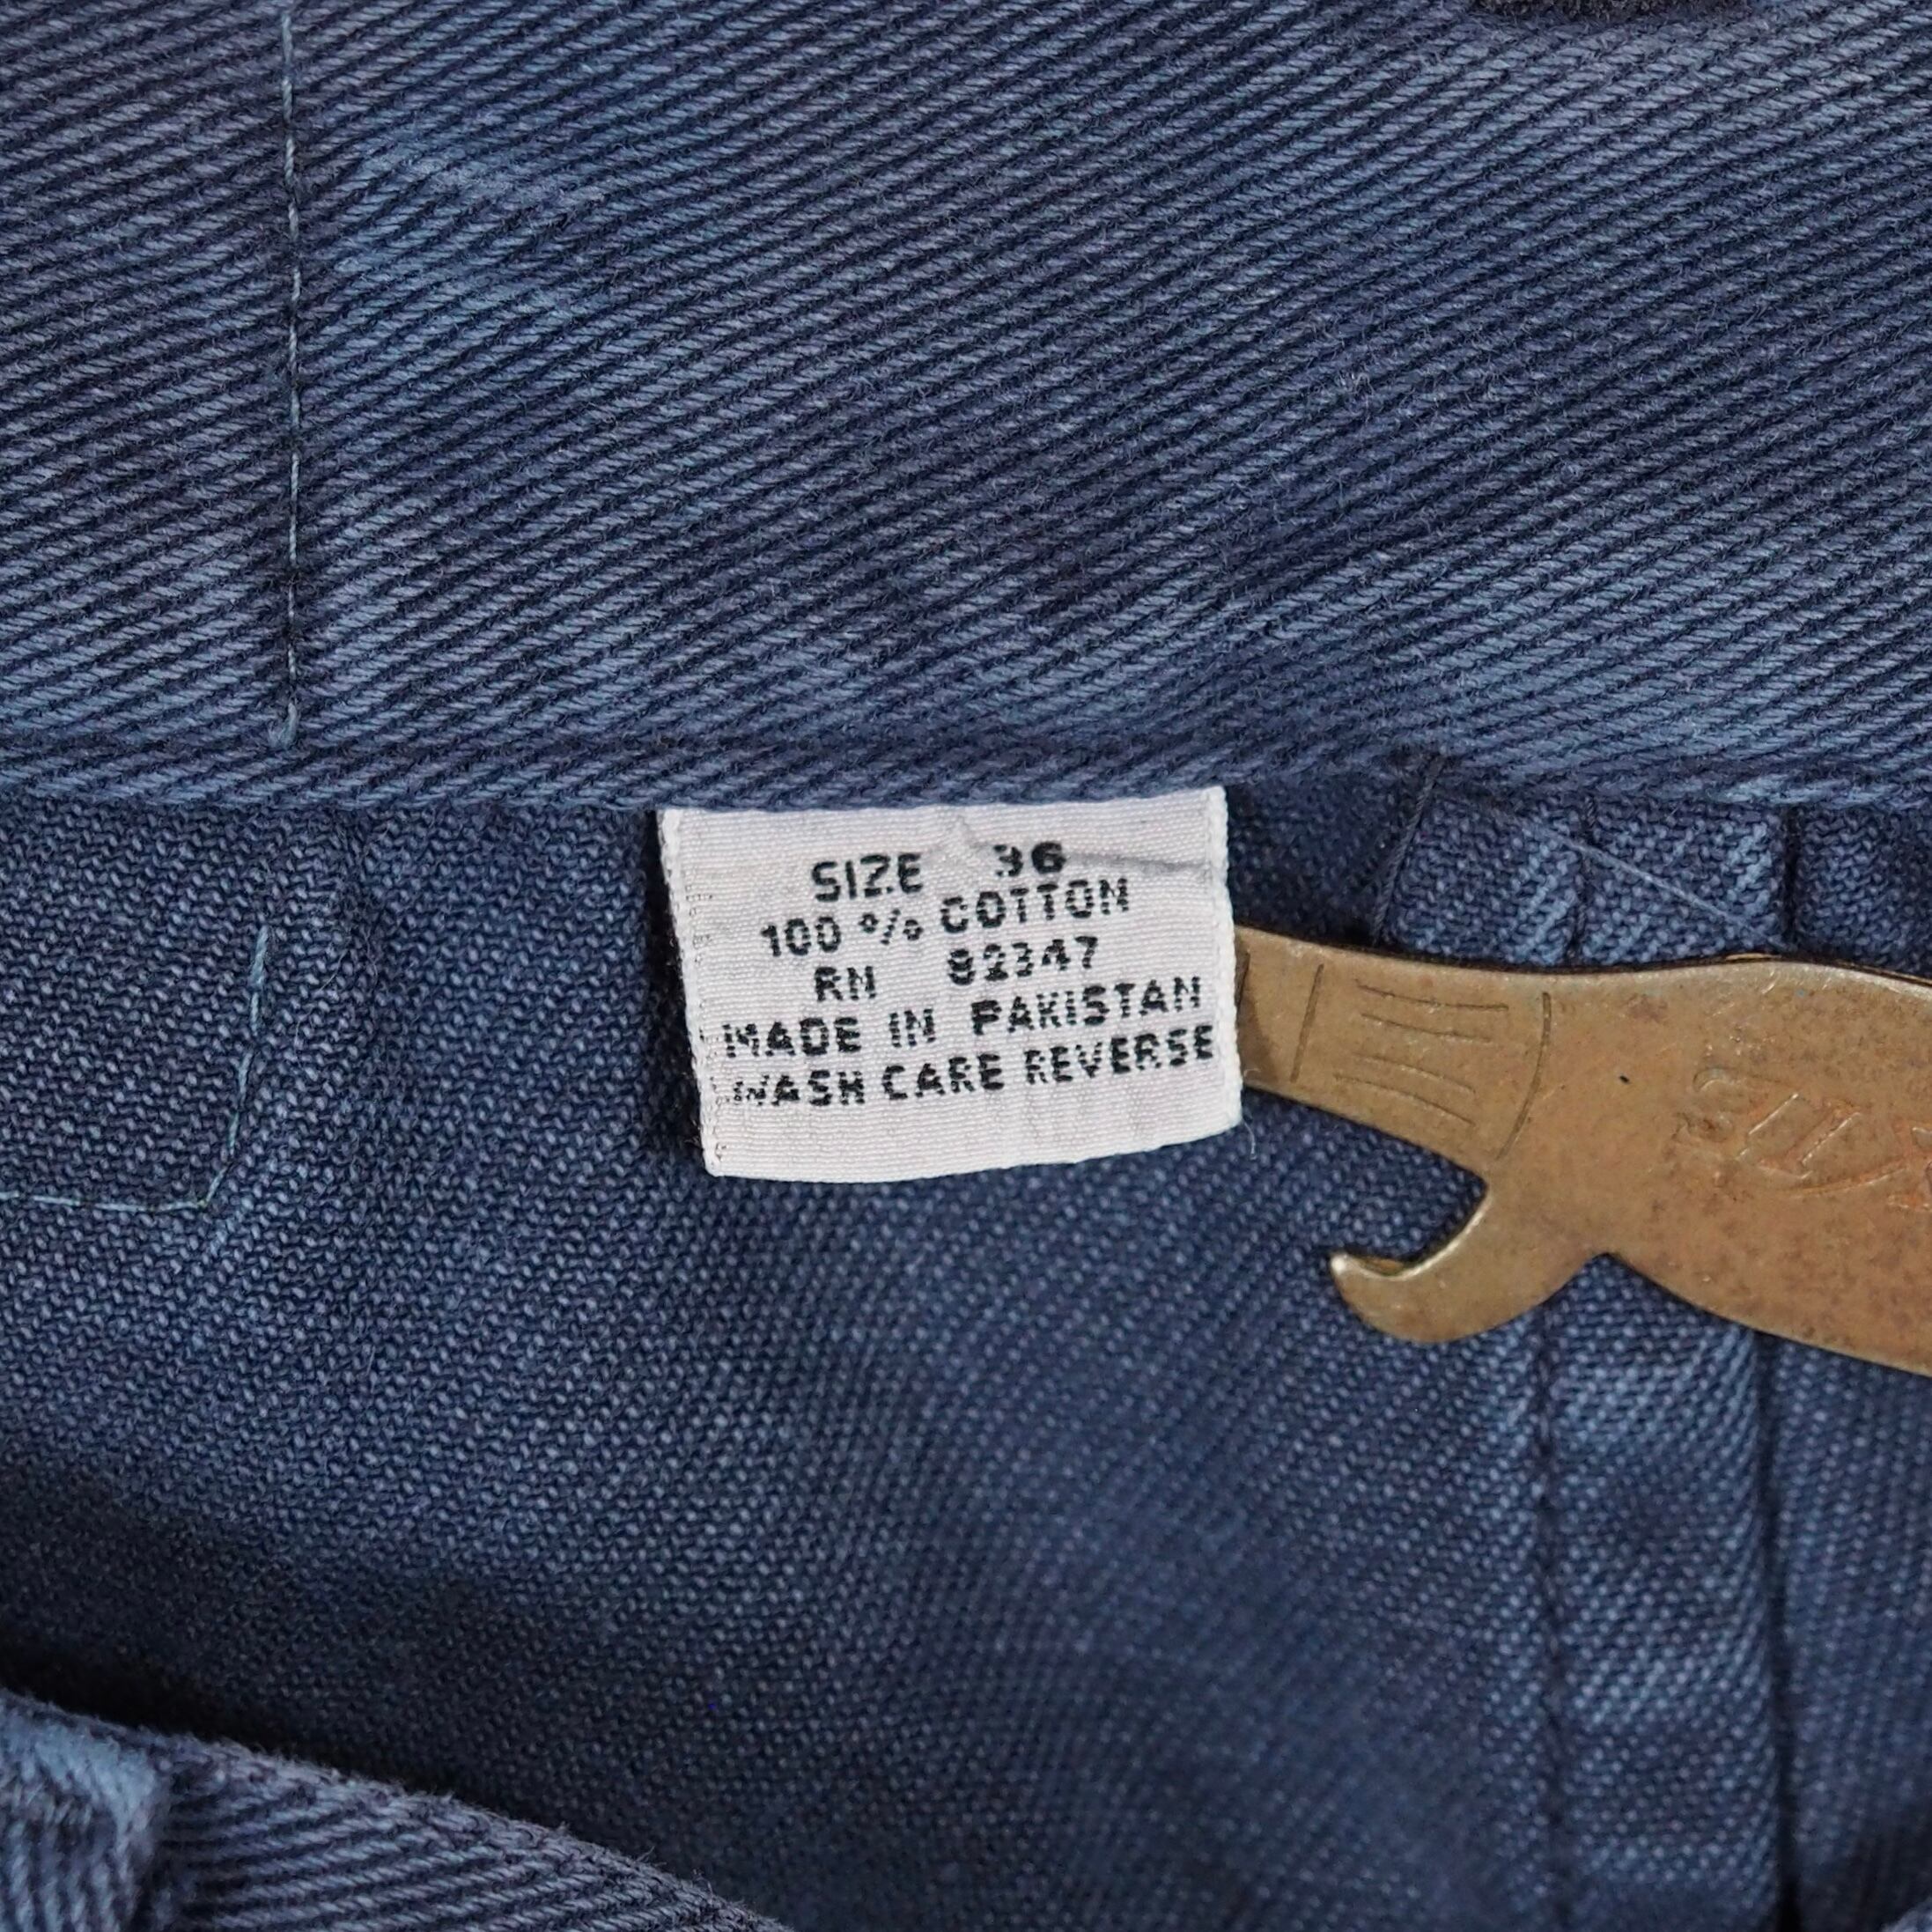 SIZE 36
100 % COTTON
RN 82347
MADE IN PAKISTAN
WASH CARE REVERSE